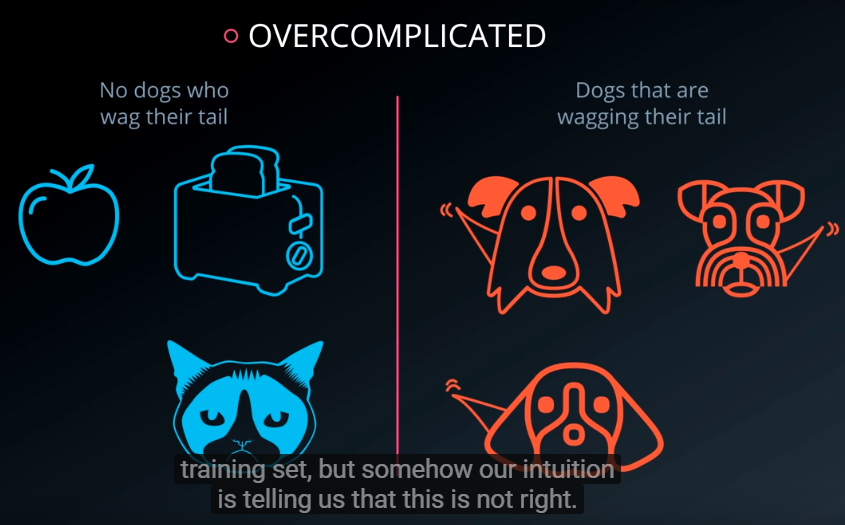 OVERCOMPLICATED
No dogs who
wag their tail
Dogs that are
wagging their tail
training set, but somehow our intuition
is telling us that this is not right.